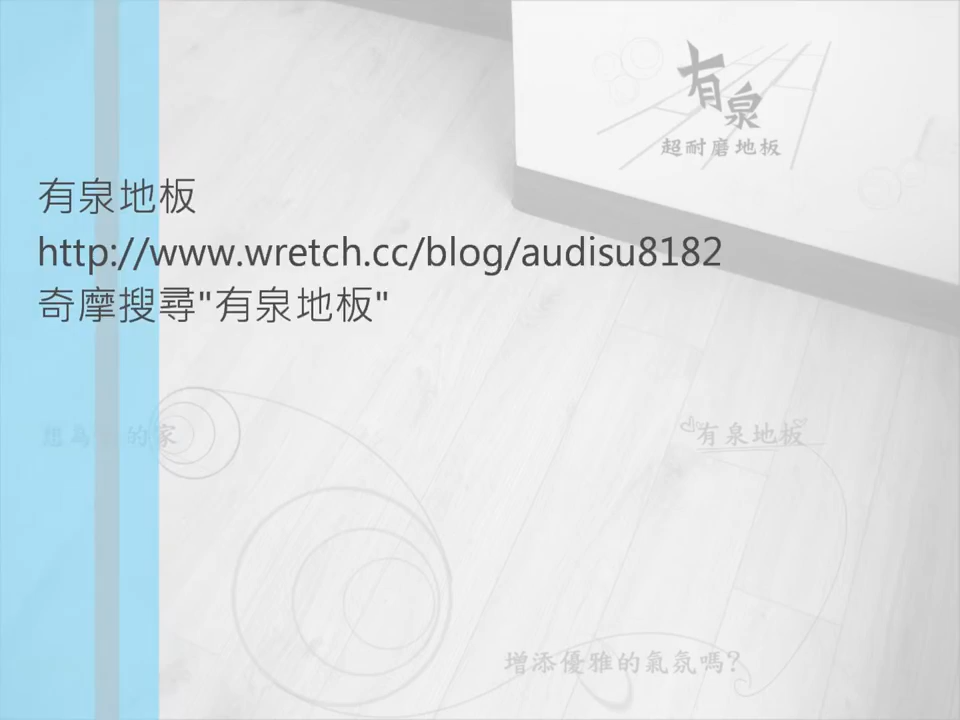 有泉
超耐磨地板
有泉地板
http://www.wretch.cc/blog/audisu8182
奇摩搜尋"有泉地板"
想為 的家
有泉地板
增添優雅的氣氛嗎?